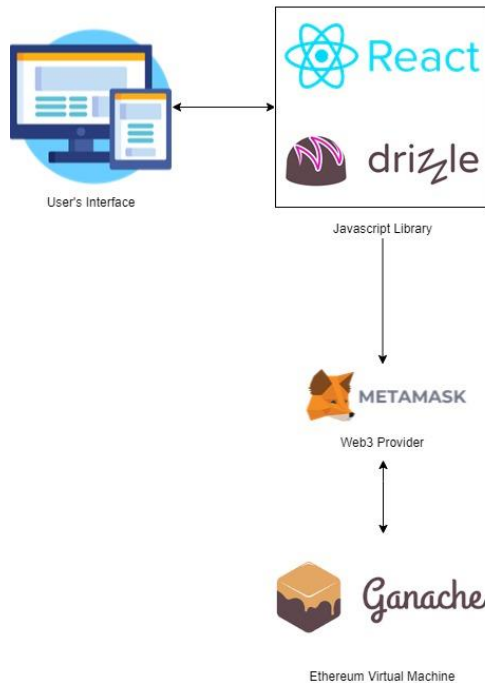 React
drizzle
User's Interface
Javascript Library
METAMASK
Web3 Provider
Ganache
Ethereum Virtual Machine